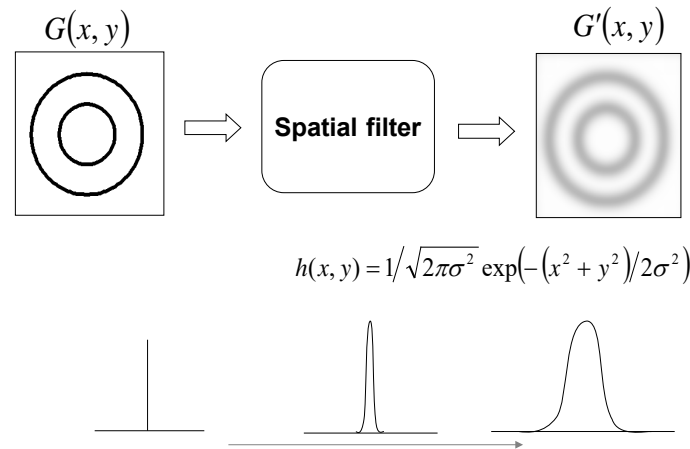 G(x, y)
G′(x, y)
Spatial filter
h(x, y) = 1/√(2πσ²) exp(−(x² + y²)/2σ²)